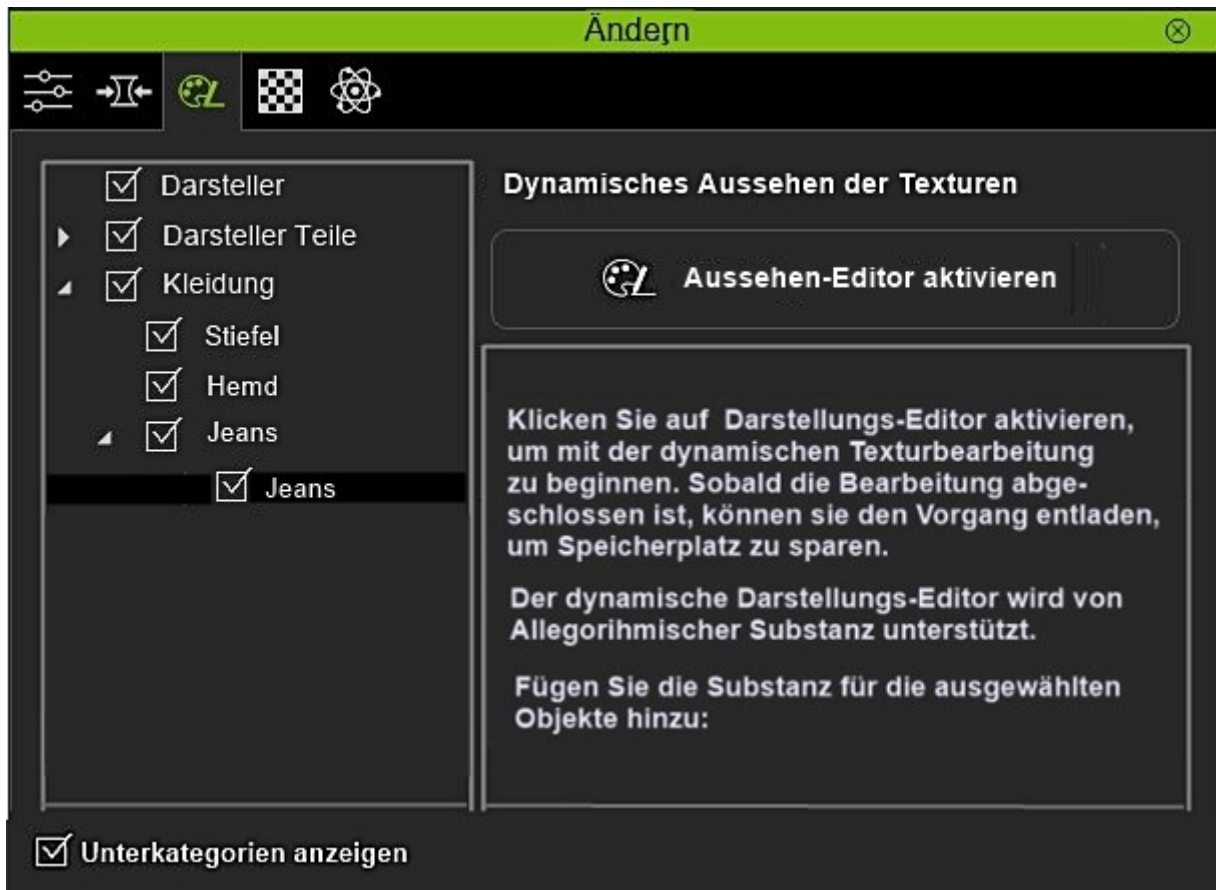 Ändern
Darsteller
Darsteller Teile
Kleidung
Stiefel
Hemd
Jeans
Jeans
Unterkategorien anzeigen
Dynamisches Aussehen der Texturen
Aussehen-Editor aktivieren
Klicken Sie auf Darstellungs-Editor aktivieren,
um mit der dynamischen Texturbearbeitung
zu beginnen. Sobald die Bearbeitung abge-
schlossen ist, können sie den Vorgang entladen,
um Speicherplatz zu sparen.
Der dynamische Darstellungs-Editor wird von
Allegorihmischer Substanz unterstützt.
Fügen Sie die Substanz für die ausgewählten
Objekte hinzu: